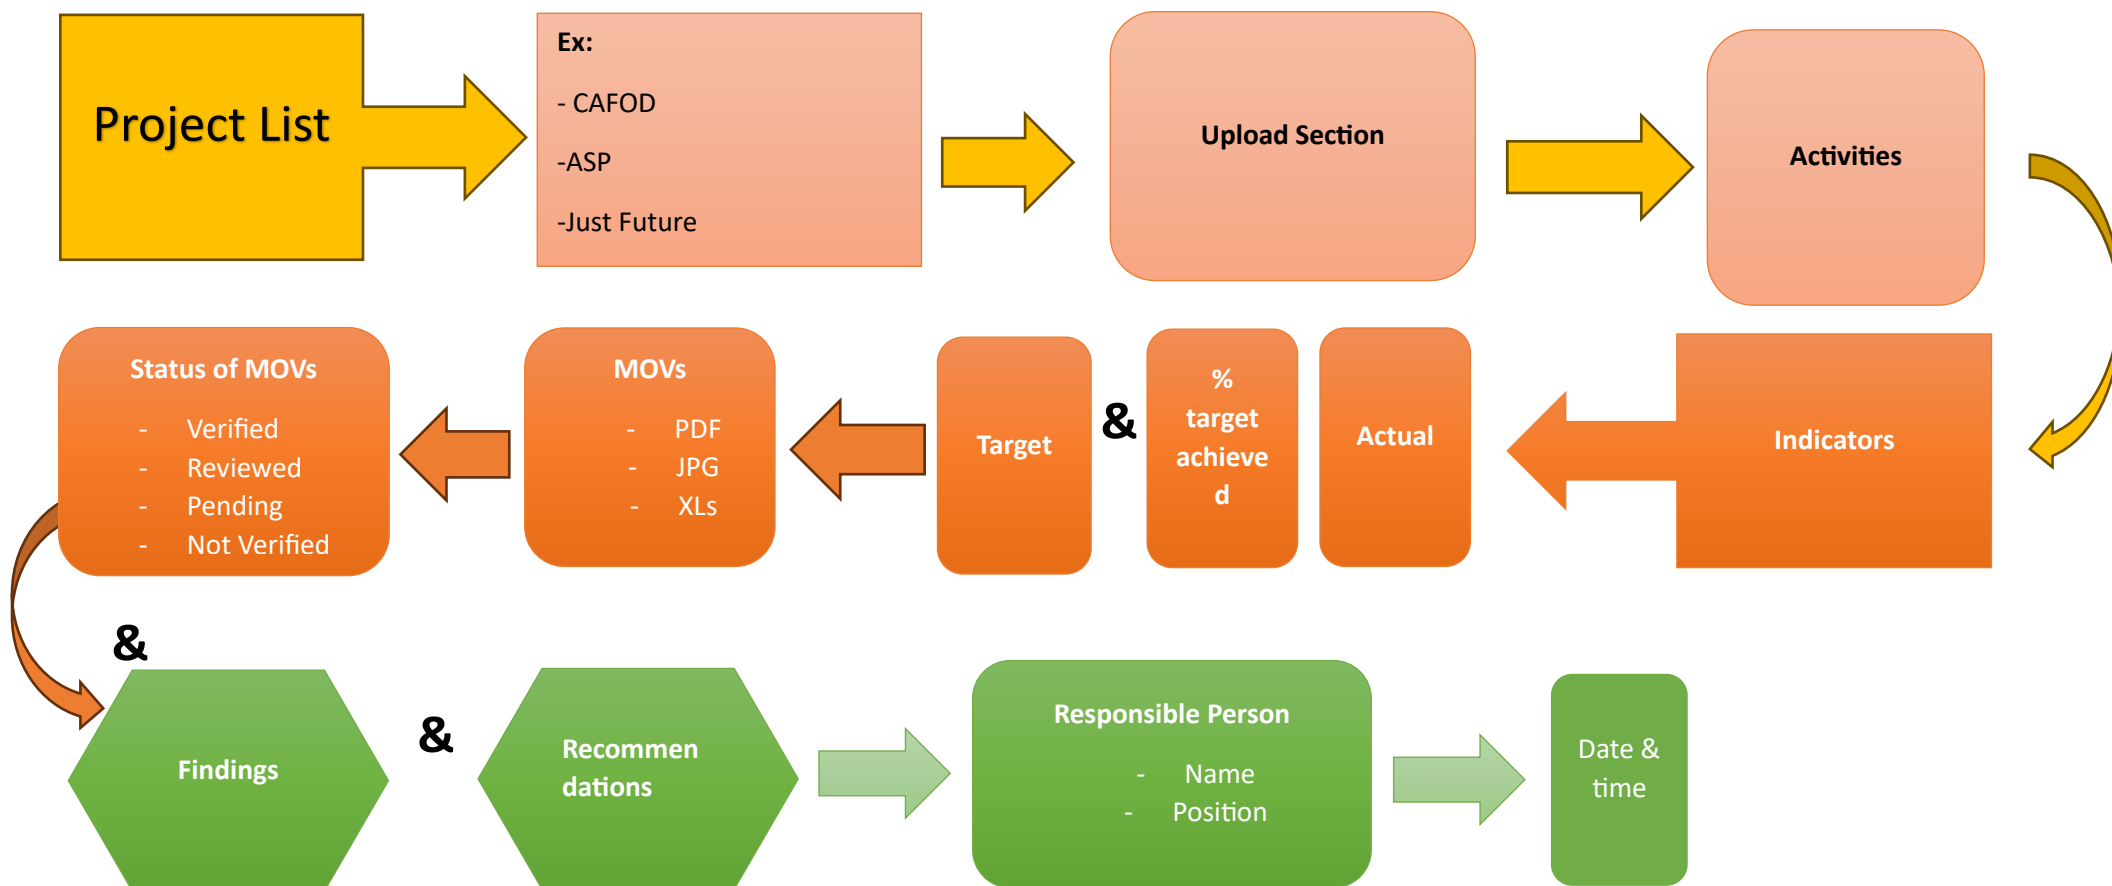 Project List
Ex:
- CAFOD
-ASP
-Just Future
Upload Section
Activities
Status of MOVs
- Verified
- Reviewed
- Pending
- Not Verified
MOVs
- PDF
- JPG
- XLs
Target
&
%
target
achieve
d
Actual
Indicators
&
Findings
&
Recommen
dations
Responsible Person
- Name
- Position
Date &
time